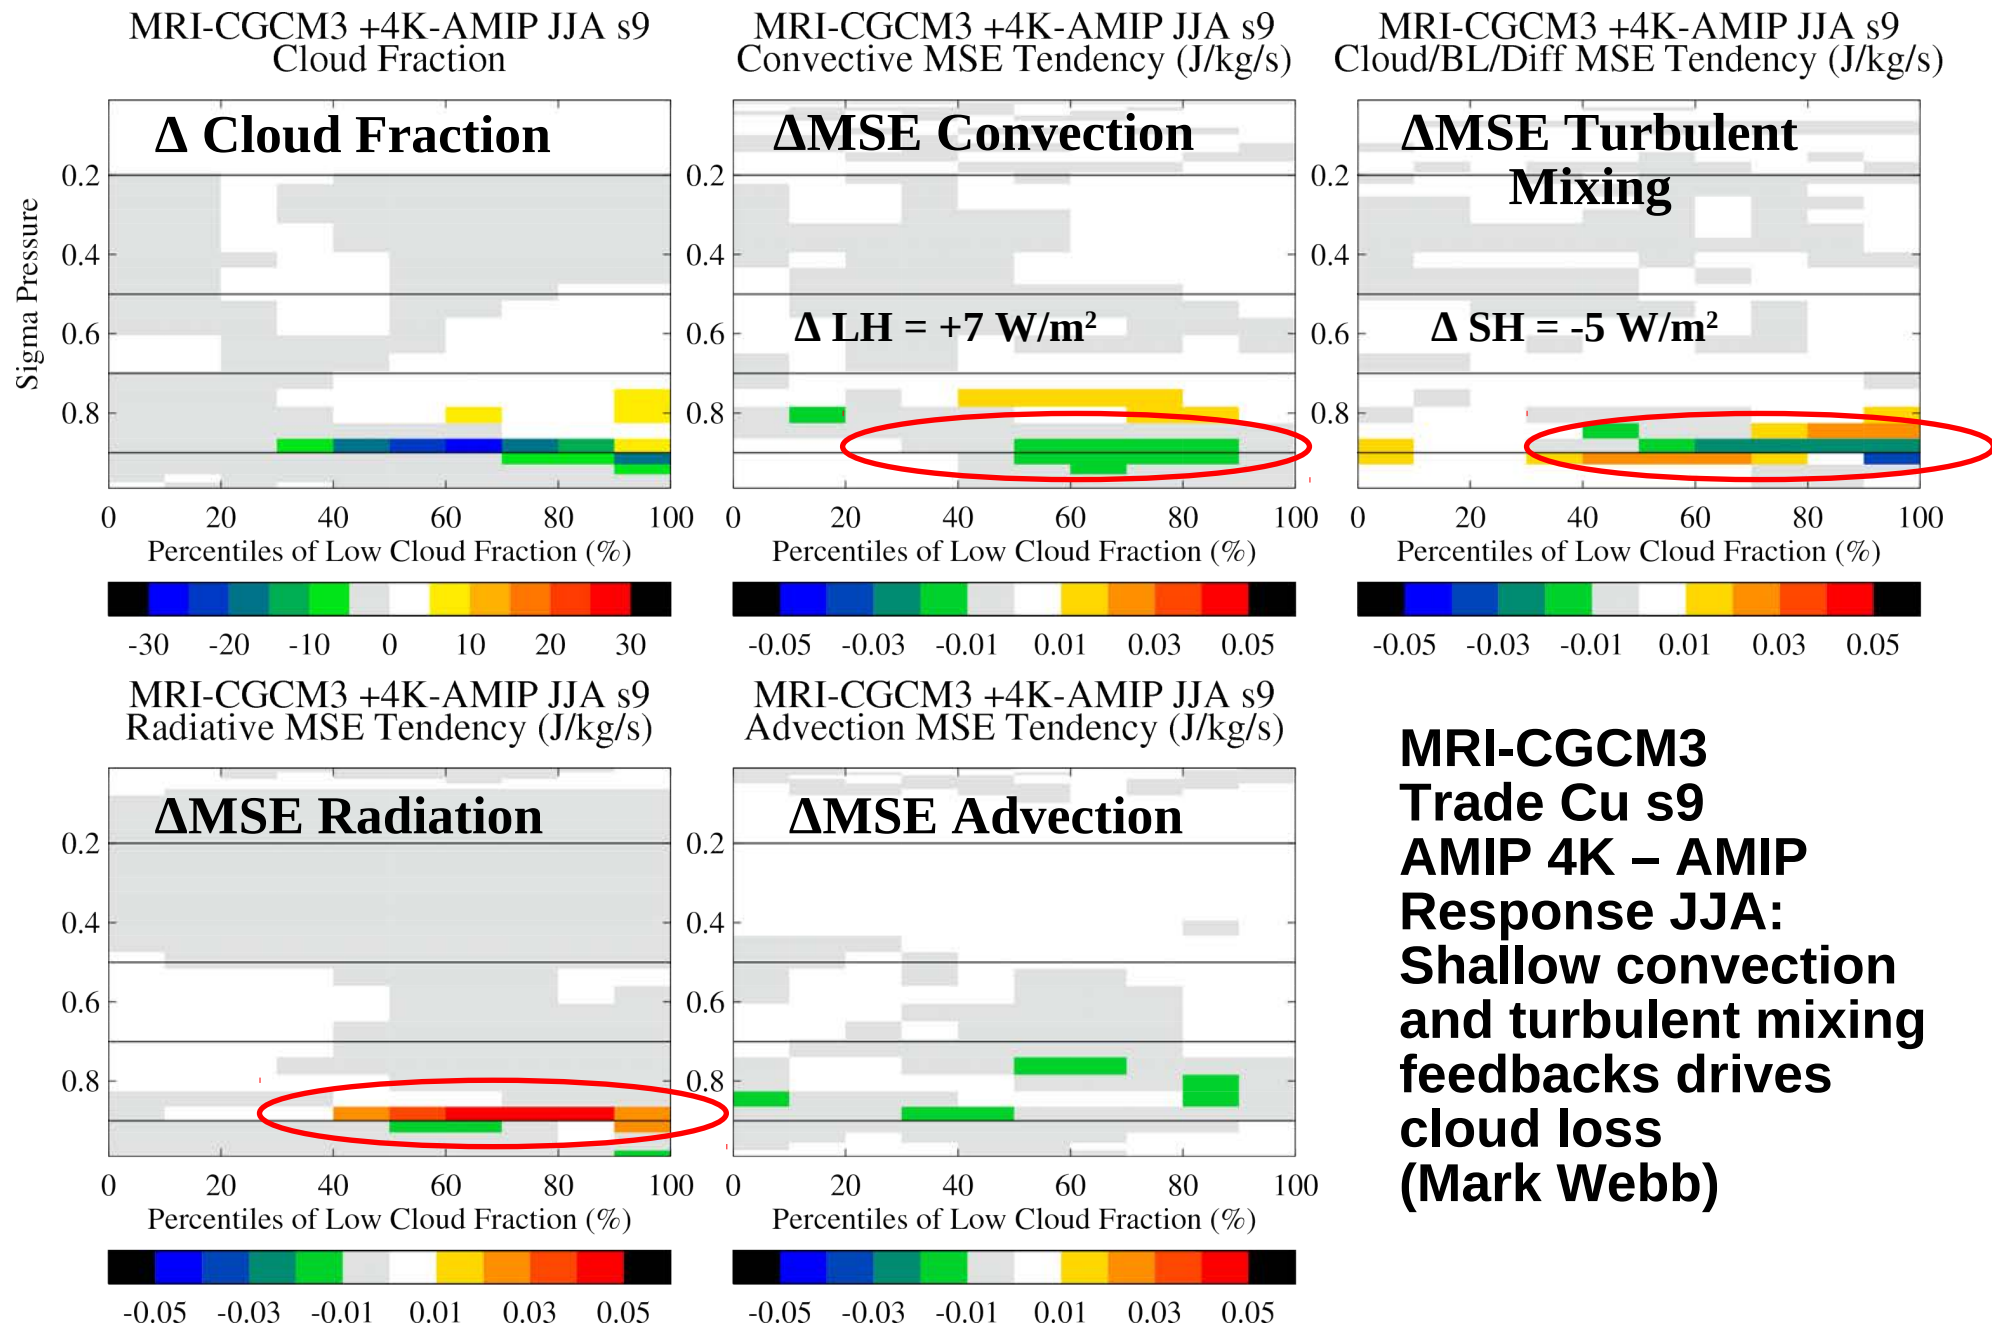 MRI-CGCM3 +4K-AMIP JJA s9
Cloud Fraction
Δ Cloud Fraction
Sigma Pressure
0.2
0.4
0.6
0.8
0 20 40 60 80 100
Percentiles of Low Cloud Fraction (%)
-30 -20 -10 0 10 20 30
MRI-CGCM3 +4K-AMIP JJA s9
Convective MSE Tendency (J/kg/s)
ΔMSE Convection
Δ LH = +7 W/m²
0.2
0.4
0.6
0.8
0 20 40 60 80 100
Percentiles of Low Cloud Fraction (%)
-0.05 -0.03 -0.01 0.01 0.03 0.05
MRI-CGCM3 +4K-AMIP JJA s9
Cloud/BL/Diff MSE Tendency (J/kg/s)
ΔMSE Turbulent
Mixing
Δ SH = -5 W/m²
0.2
0.4
0.6
0.8
0 20 40 60 80 100
Percentiles of Low Cloud Fraction (%)
-0.05 -0.03 -0.01 0.01 0.03 0.05
MRI-CGCM3 +4K-AMIP JJA s9
Radiative MSE Tendency (J/kg/s)
ΔMSE Radiation
0.2
0.4
0.6
0.8
0 20 40 60 80 100
Percentiles of Low Cloud Fraction (%)
-0.05 -0.03 -0.01 0.01 0.03 0.05
MRI-CGCM3 +4K-AMIP JJA s9
Advection MSE Tendency (J/kg/s)
ΔMSE Advection
0.2
0.4
0.6
0.8
0 20 40 60 80 100
Percentiles of Low Cloud Fraction (%)
-0.05 -0.03 -0.01 0.01 0.03 0.05
MRI-CGCM3
Trade Cu s9
AMIP 4K – AMIP
Response JJA:
Shallow convection
and turbulent mixing
feedbacks drives
cloud loss
(Mark Webb)